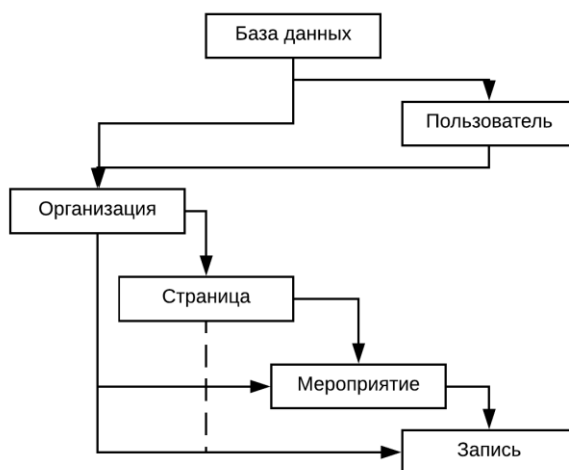 База данных
Пользователь
Организация
Страница
Мероприятие
Запись